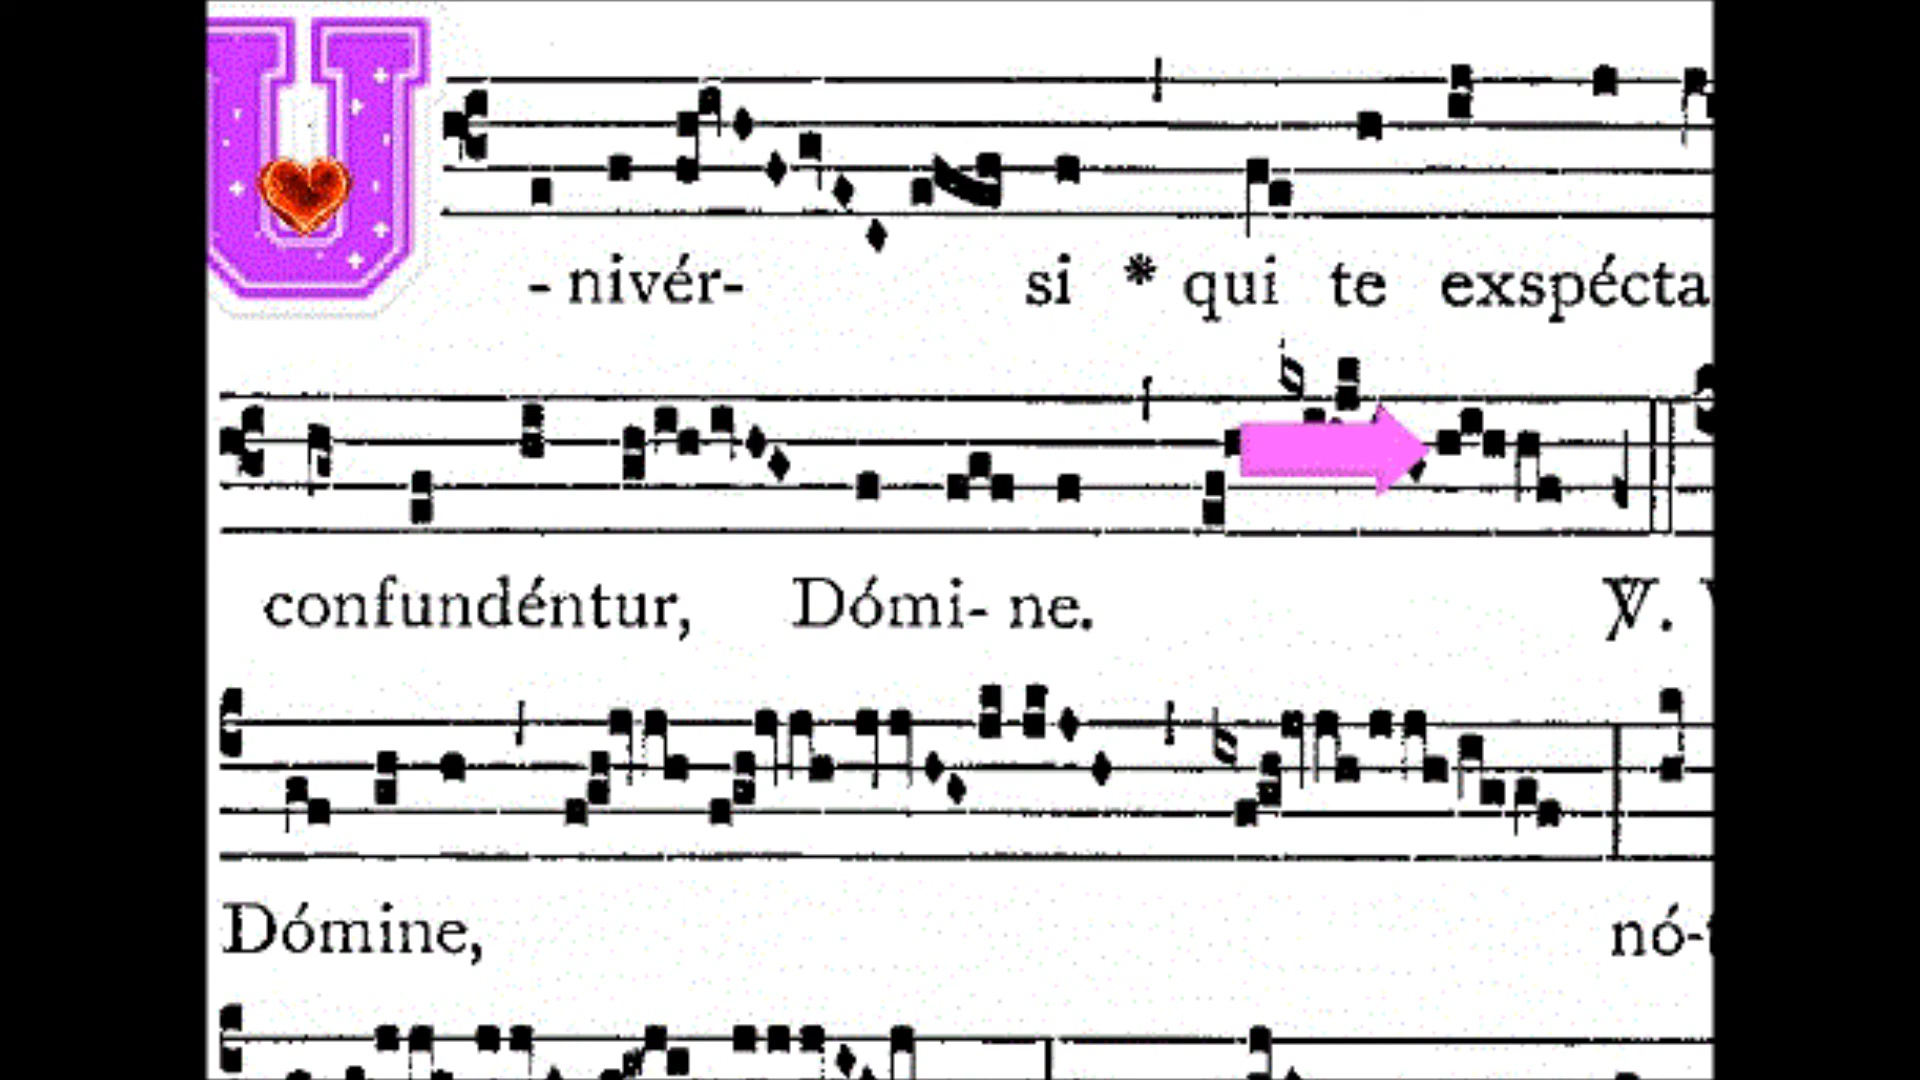 U - nivér- si * qui te exspécta
confundéntur, Dómi- ne. ℣.
Dómine, nó-